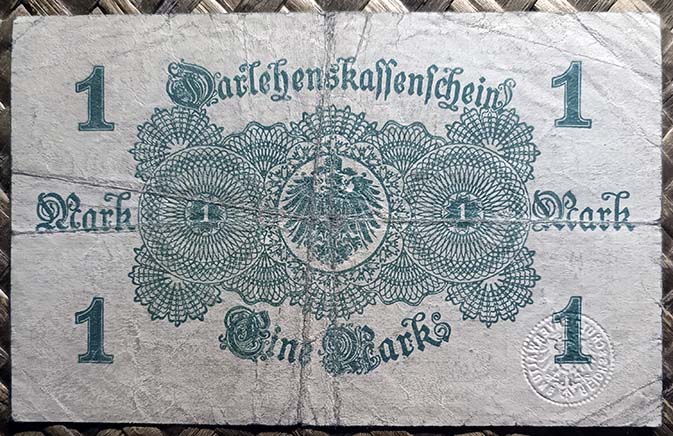 1 Darlehenskassenschein 1
Mark 1 1 Mark
1 Eine Mark 1